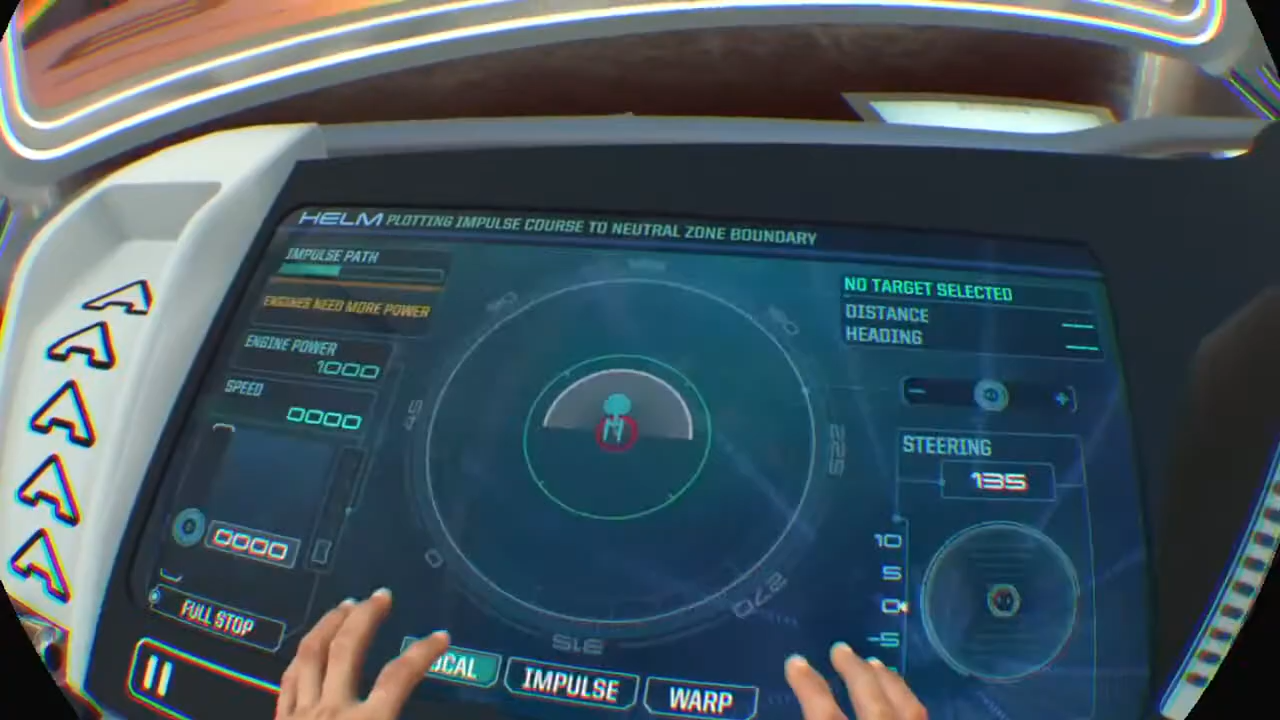 HELM PLOTTING IMPULSE COURSE TO NEUTRAL ZONE BOUNDARY
IMPULSE PATH
ENGINES NEED MORE POWER
ENGINE POWER
1000
SPEED
0000
0000
FULL STOP
45
0
315
270
225
NO TARGET SELECTED
DISTANCE
HEADING
- +
STEERING
135
10
5
0
-5
IMPULSE
WARP